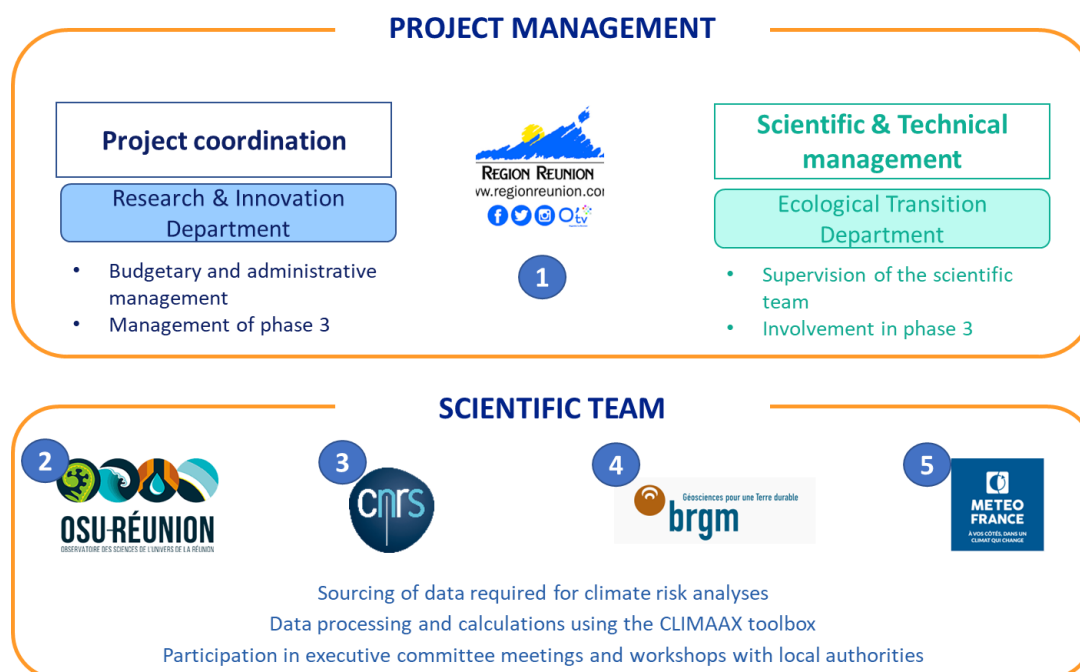 PROJECT MANAGEMENT
Project coordination
Research & Innovation
Department
• Budgetary and administrative
management
• Management of phase 3
REGION REUNION
ww.regionreunion.com
O'tv
1
Scientific & Technical
management
Ecological Transition
Department
• Supervision of the scientific
team
• Involvement in phase 3
SCIENTIFIC TEAM
2
OSU-RÉUNION
OBSERVATOIRE DES SCIENCES DE L'UNIVERS DE LA RÉUNION
3
cnrs
4
Géosciences pour une Terre durable
brgm
5
METEO
FRANCE
À VOS CÔTÉS, DANS UN
CLIMAT QUI CHANGE
Sourcing of data required for climate risk analyses
Data processing and calculations using the CLIMAAX toolbox
Participation in executive committee meetings and workshops with local authorities